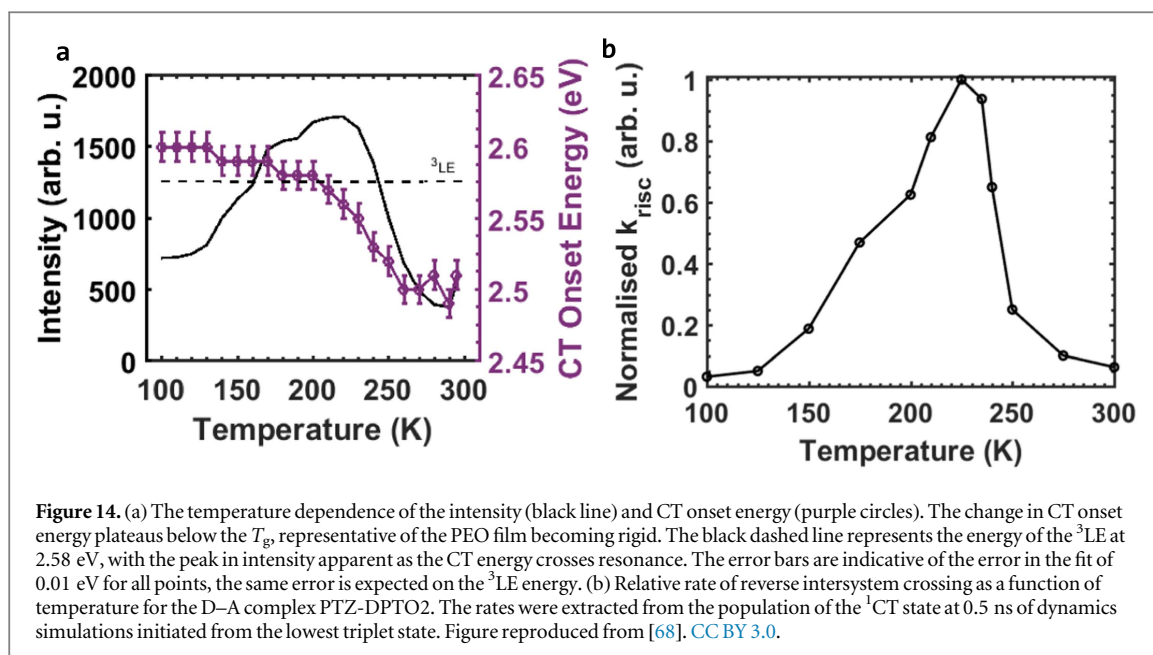 a
2000
1500
1000
500
0
Intensity (arb. u.)
³LE
2.65
2.6
2.55
2.5
2.45
CT Onset Energy (eV)
100 150 200 250 300
Temperature (K)
b
1
0.8
0.6
0.4
0.2
0
Normalised k_risc (arb. u.)
100 150 200 250 300
Temperature (K)
Figure 14. (a) The temperature dependence of the intensity (black line) and CT onset energy (purple circles). The change in CT onset
energy plateaus below the T_g, representative of the PEO film becoming rigid. The black dashed line represents the energy of the ³LE at
2.58 eV, with the peak in intensity apparent as the CT energy crosses resonance. The error bars are indicative of the error in the fit of
0.01 eV for all points, the same error is expected on the ³LE energy. (b) Relative rate of reverse intersystem crossing as a function of
temperature for the D–A complex PTZ-DPTO2. The rates were extracted from the population of the ¹CT state at 0.5 ns of dynamics
simulations initiated from the lowest triplet state. Figure reproduced from [68]. CC BY 3.0.